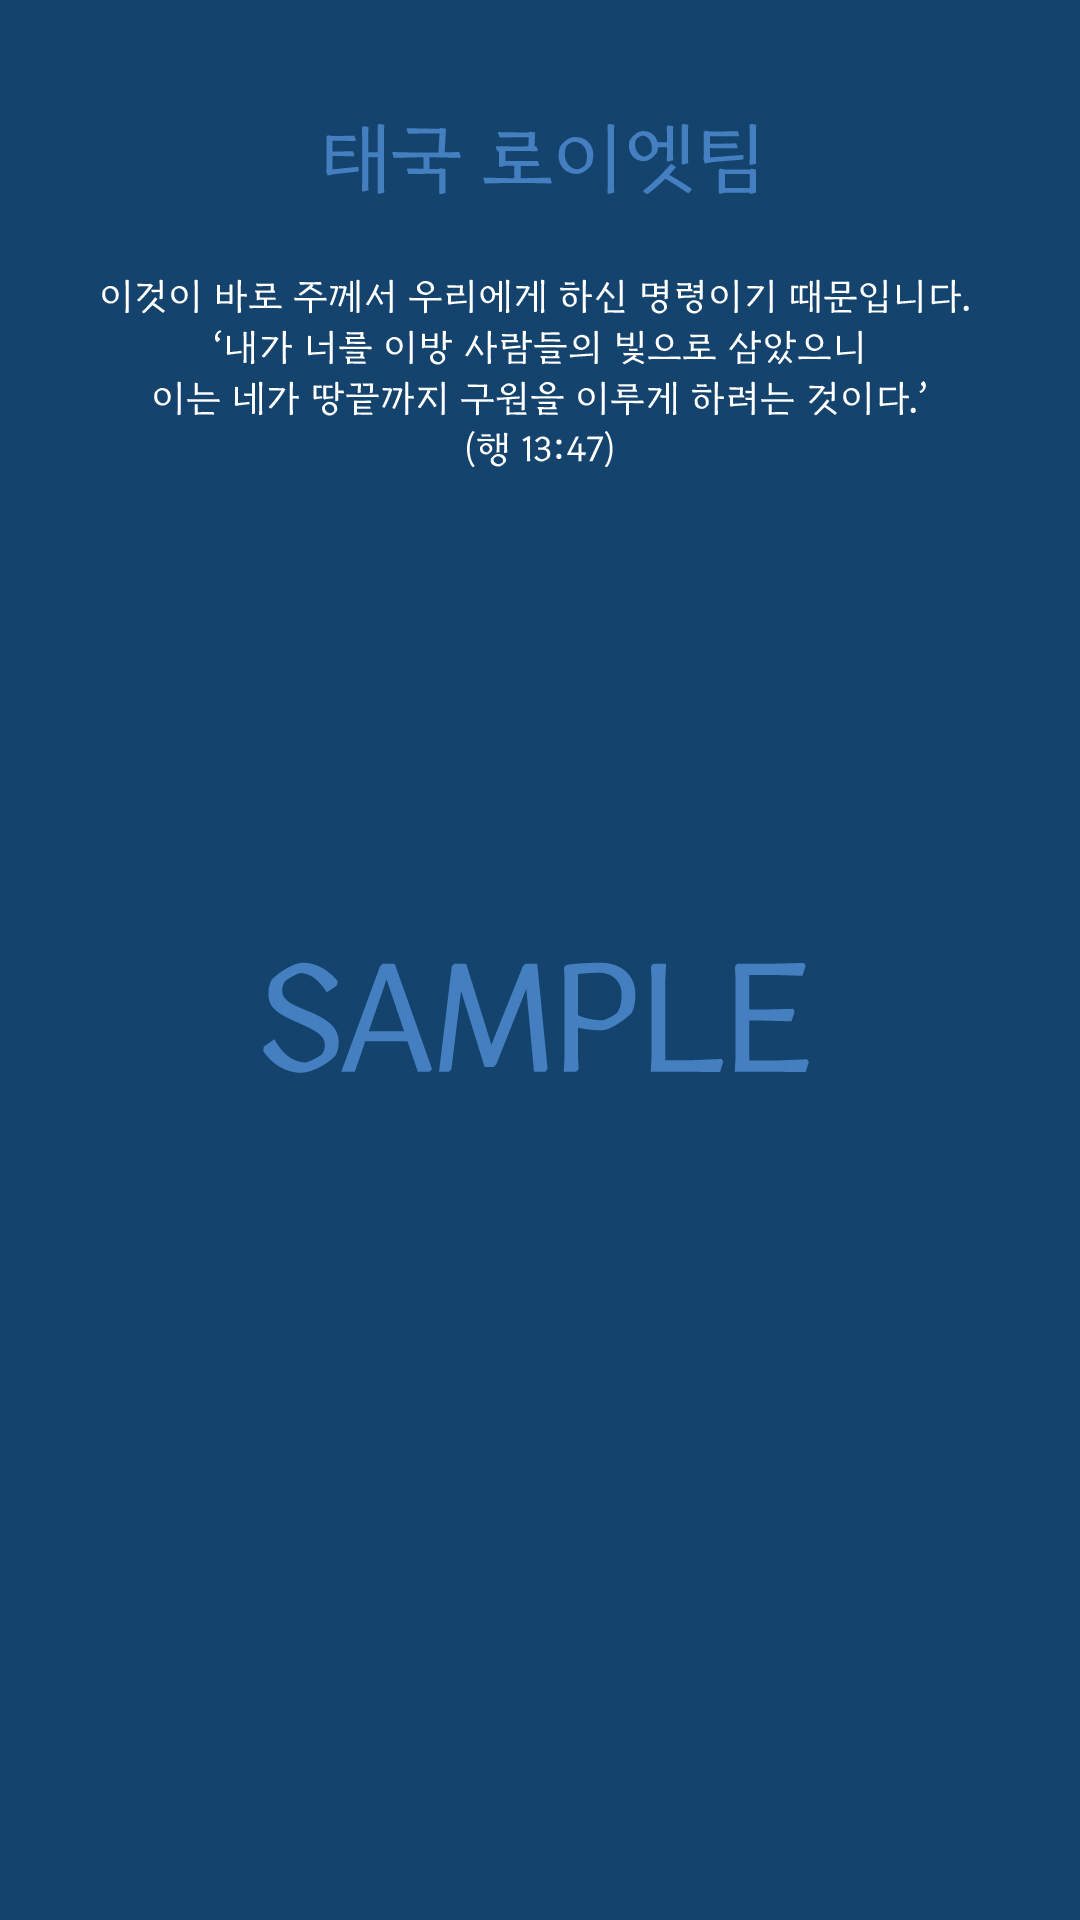 태국 로이엣팀
이것이 바로 주께서 우리에게 하신 명령이기 때문입니다.
‘내가 너를 이방 사람들의 빛으로 삼았으니
이는 네가 땅끝까지 구원을 이루게 하려는 것이다.’
(행 13:47)
SAMPLE